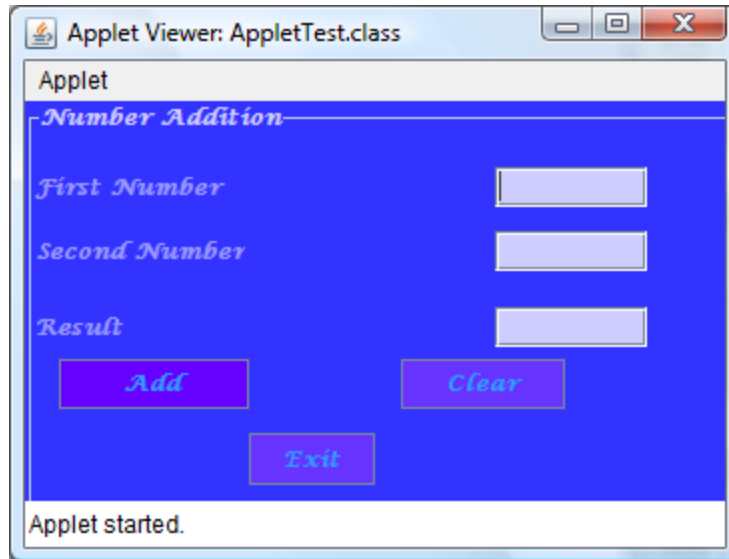 Applet Viewer: AppletTest.class
Applet
Number Addition
First Number
Second Number
Result
Add
Clear
Exit
Applet started.